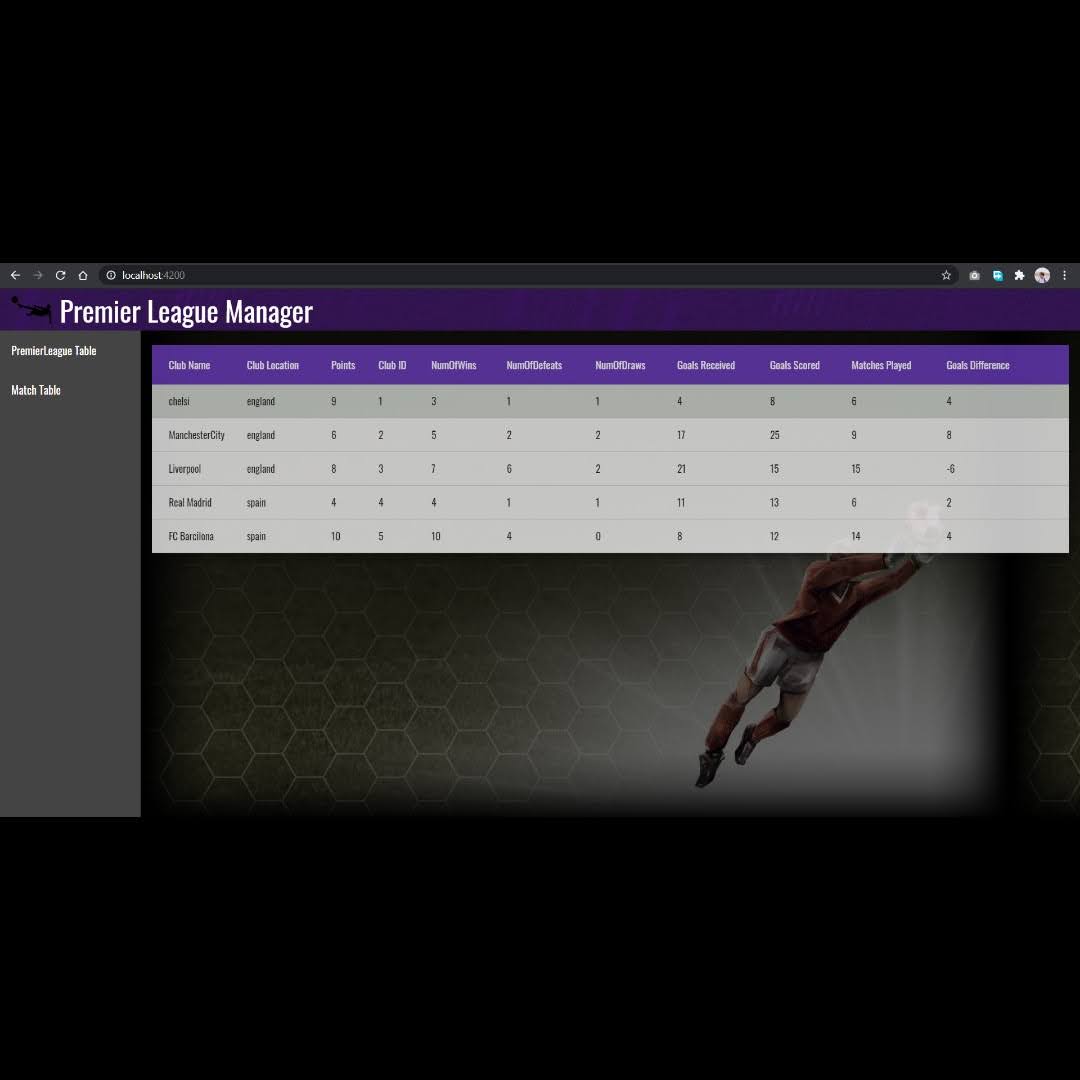 localhost:4200
Premier League Manager
PremierLeague Table
Match Table
Club Name Club Location Points Club ID NumOfWins NumOfDefeats NumOfDraws Goals Received Goals Scored Matches Played Goals Difference
chelsi england 9 1 3 1 1 4 8 6 4
ManchesterCity england 6 2 5 2 2 17 25 9 8
Liverpool england 8 3 7 6 2 21 15 15 -6
Real Madrid spain 4 4 4 1 1 11 13 6 2
FC Barcilona spain 10 5 10 4 0 8 12 14 4